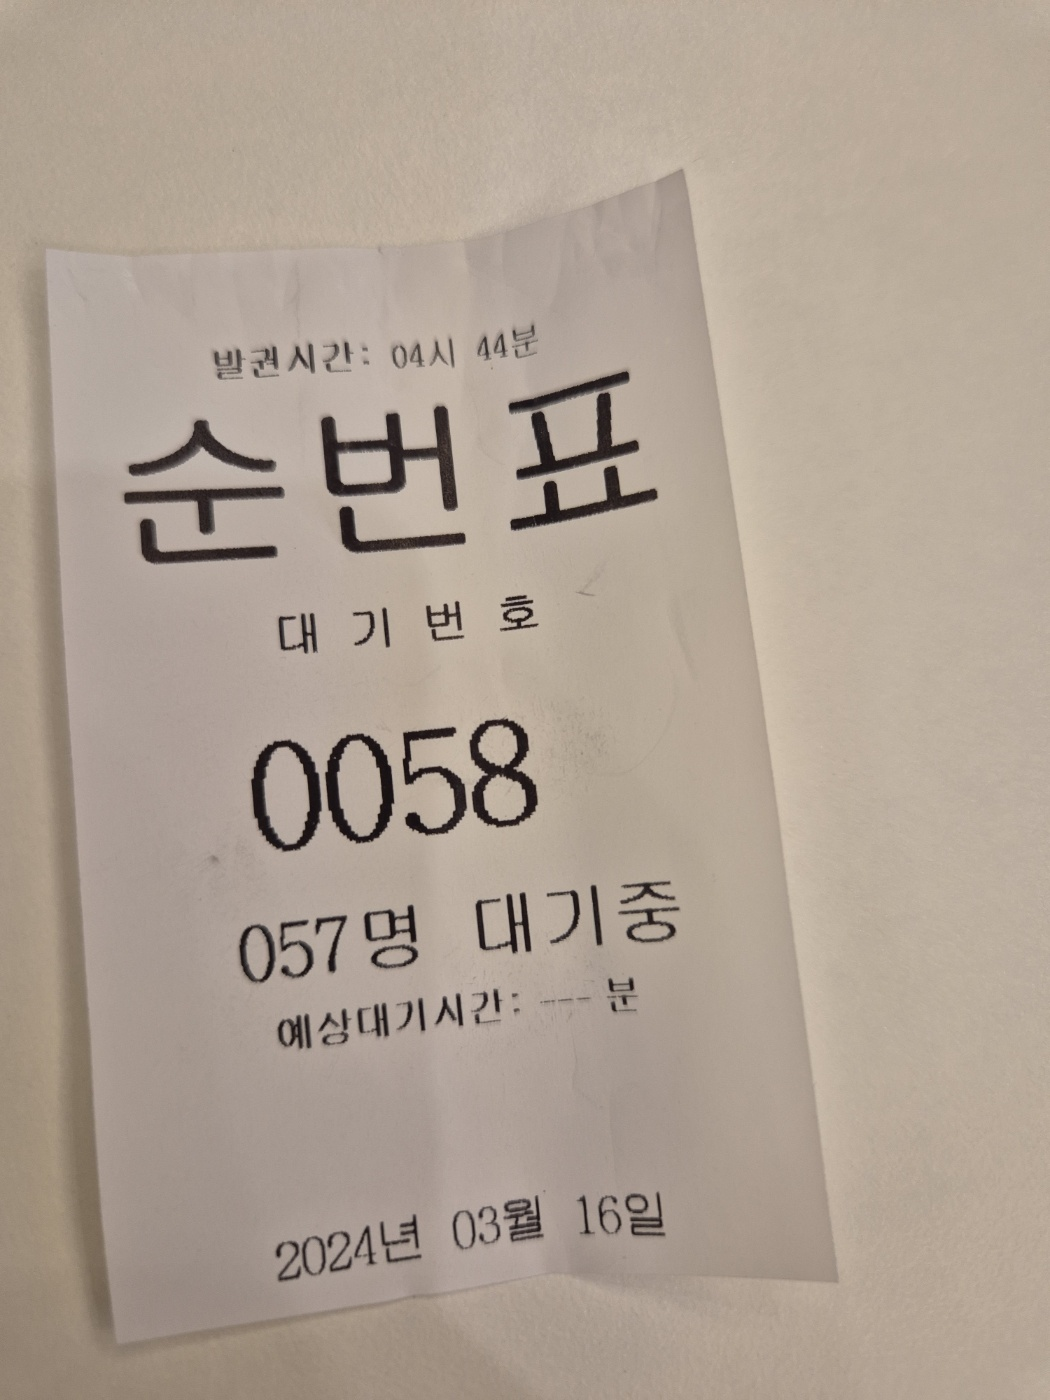 발권시간: 04시 44분
순번표
대 기 번 호
0058
057명 대기중
예상대기시간: --- 분
2024년 03월 16일